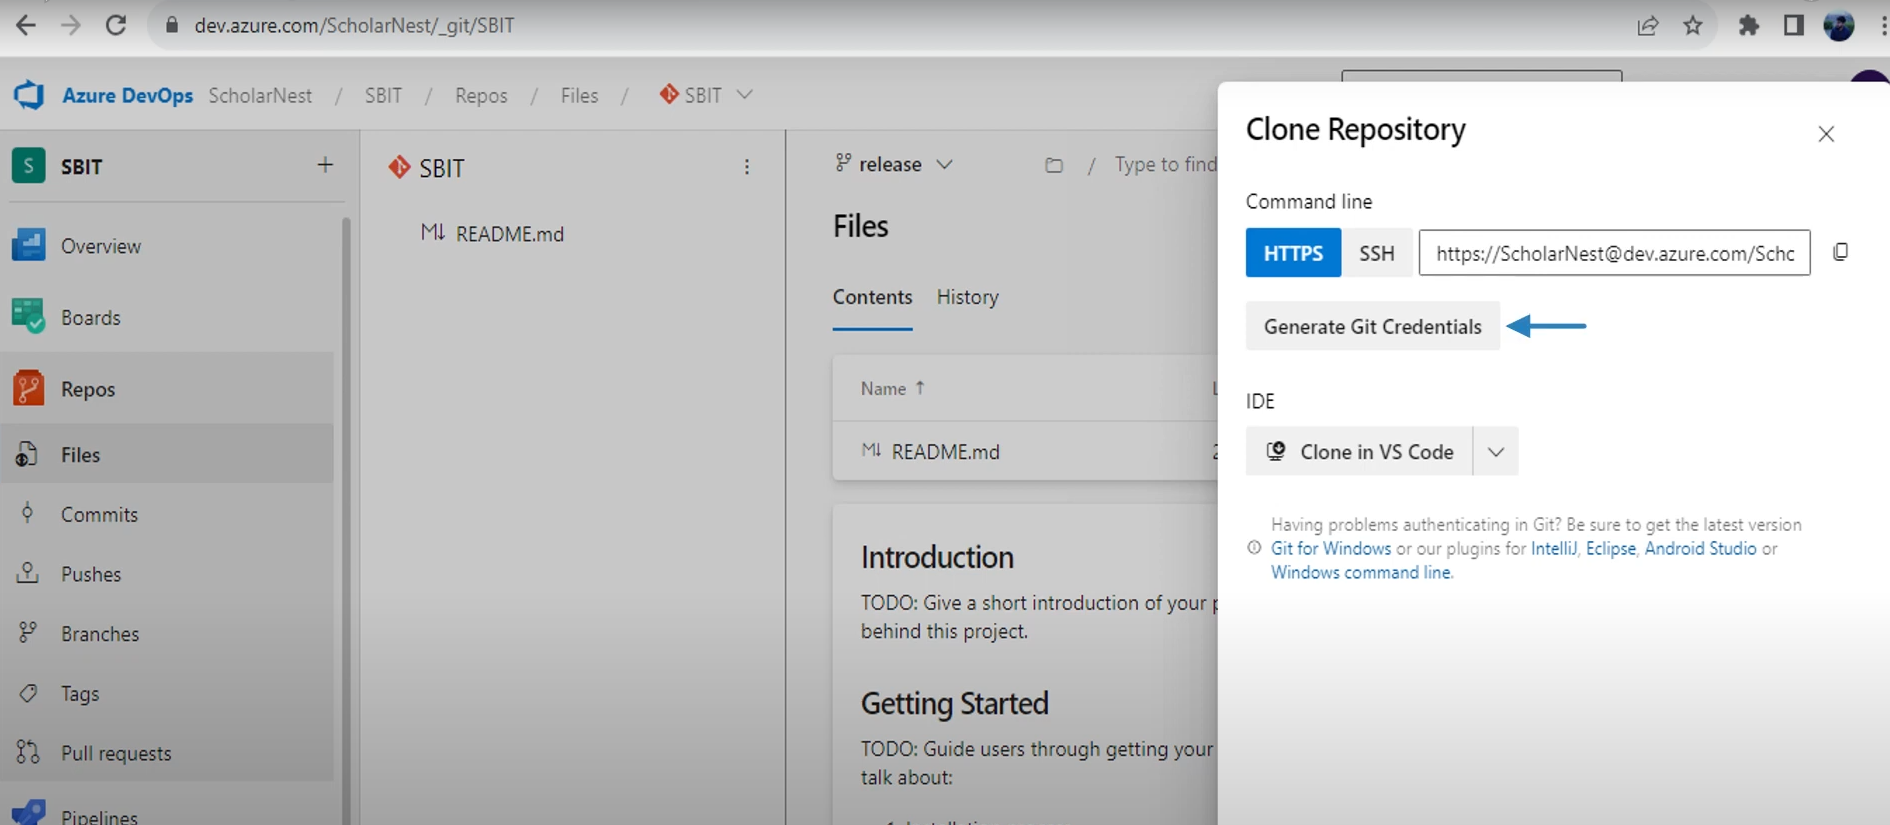 dev.azure.com/ScholarNest/_git/SBIT
Azure DevOps ScholarNest / SBIT / Repos / Files / SBIT
S SBIT +
Overview
Boards
Repos
Files
Commits
Pushes
Branches
Tags
Pull requests
Pipelines
SBIT
README.md
release / Type to find
Files
Contents History
Name ↑
README.md
Introduction
TODO: Give a short introduction of your
behind this project.
Getting Started
TODO: Guide users through getting your
talk about:
Clone Repository
Command line
HTTPS SSH https://ScholarNest@dev.azure.com/Scho
Generate Git Credentials
IDE
Clone in VS Code
Having problems authenticating in Git? Be sure to get the latest version
Git for Windows or our plugins for IntelliJ, Eclipse, Android Studio or
Windows command line.